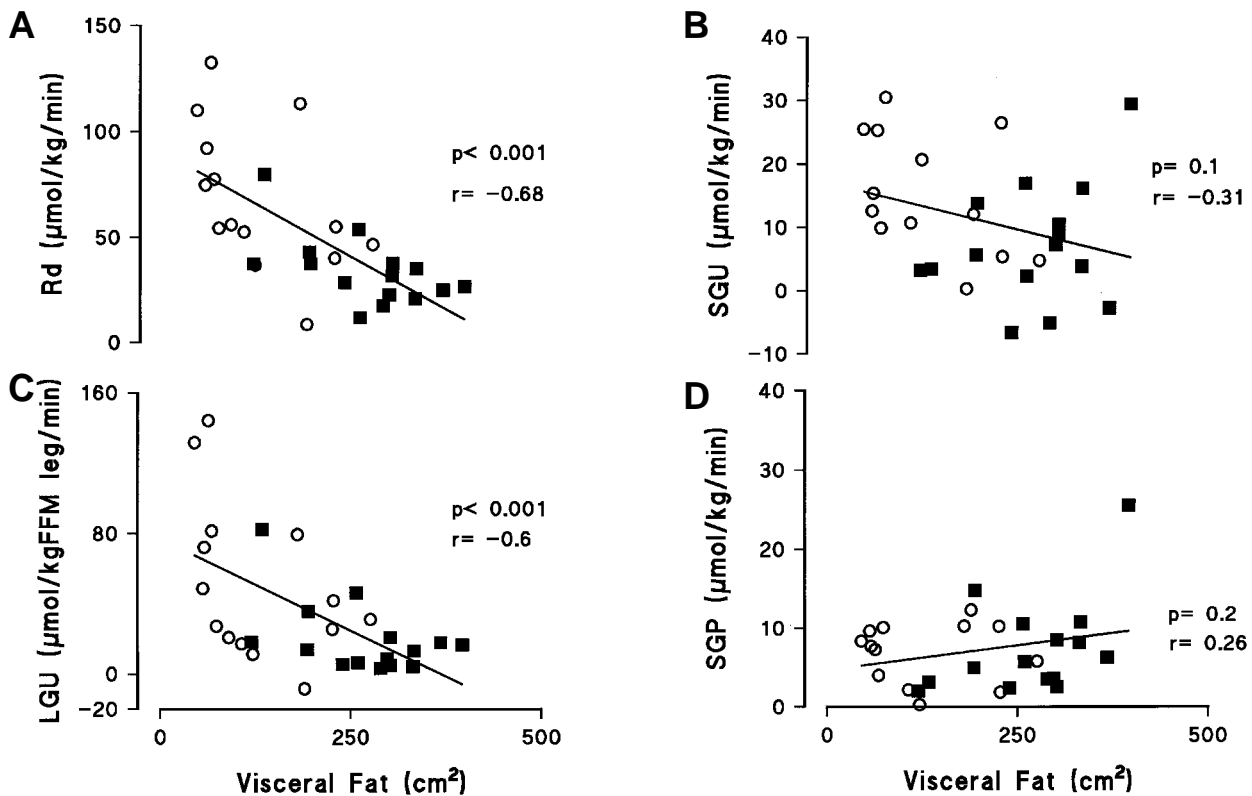 A
Rd (μmol/kg/min)
150
100
50
0
p< 0.001
r= −0.68
B
SGU (μmol/kg/min)
40
30
20
10
0
−10
p= 0.1
r= −0.31
C
LGU (μmol/kgFFM leg/min)
160
80
0
−20
p< 0.001
r= −0.6
0 250 500
Visceral Fat (cm²)
D
SGP (μmol/kg/min)
40
30
20
10
0
p= 0.2
r= 0.26
0 250 500
Visceral Fat (cm²)